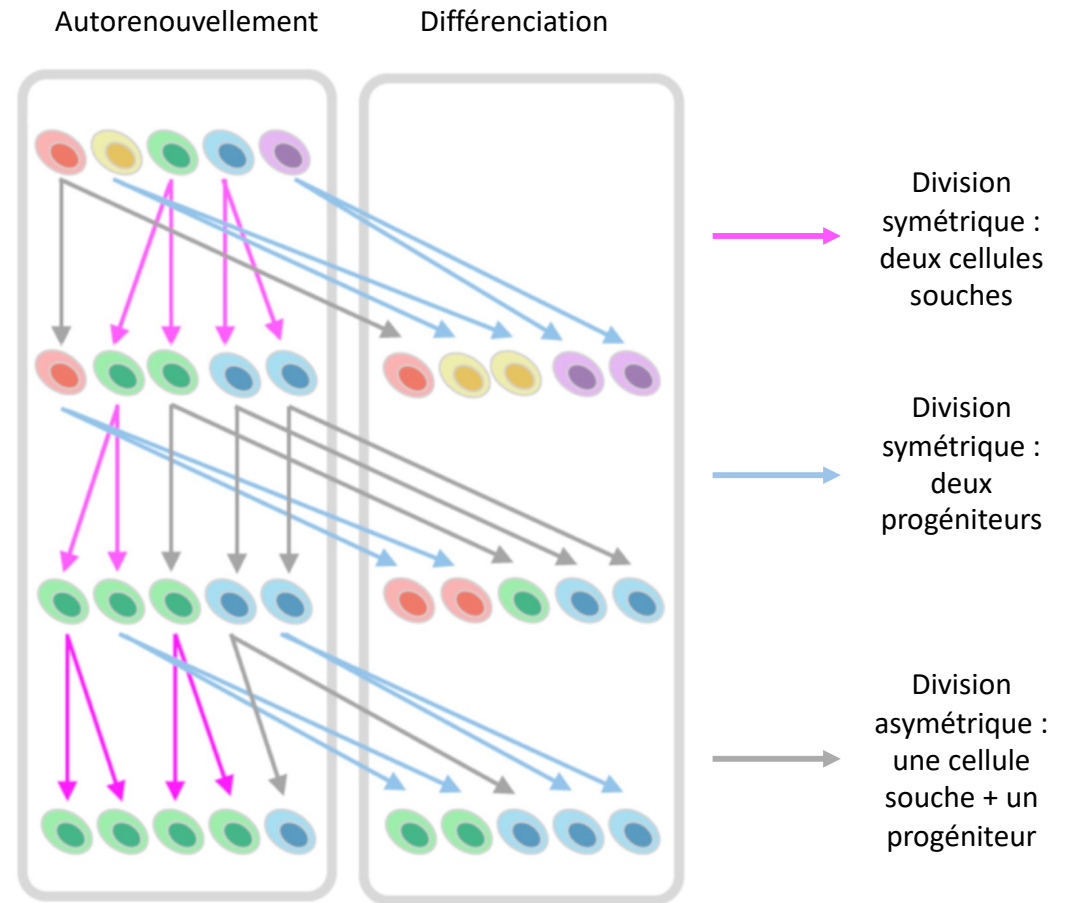 Autorenouvellement
Différenciation
Division
symétrique :
deux cellules
souches
Division
symétrique :
deux
progéniteurs
Division
asymétrique :
une cellule
souche + un
progéniteur